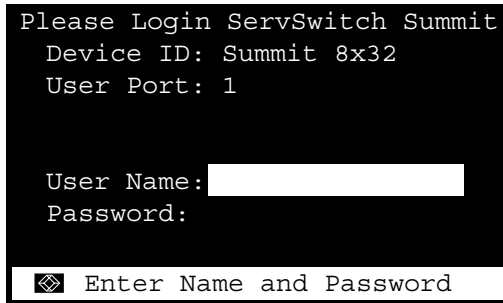 Please Login ServSwitch Summit
Device ID: Summit 8x32
User Port: 1
User Name:
Password:
Enter Name and Password